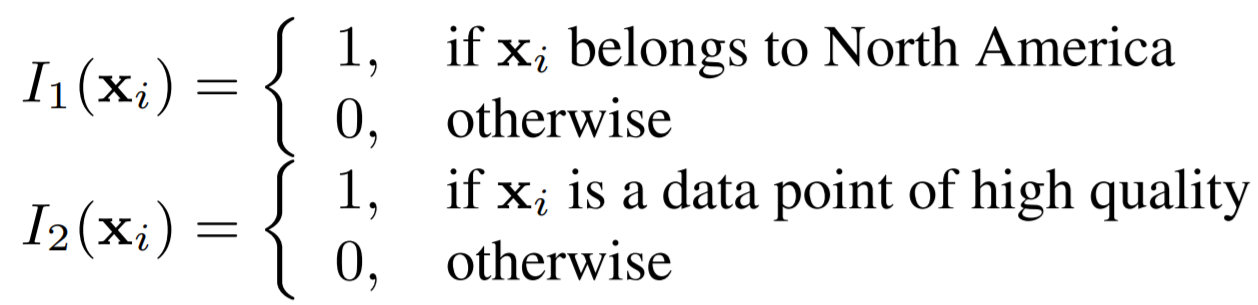 I₁(𝐱ᵢ) = { 1, if 𝐱ᵢ belongs to North America
0, otherwise
I₂(𝐱ᵢ) = { 1, if 𝐱ᵢ is a data point of high quality
0, otherwise